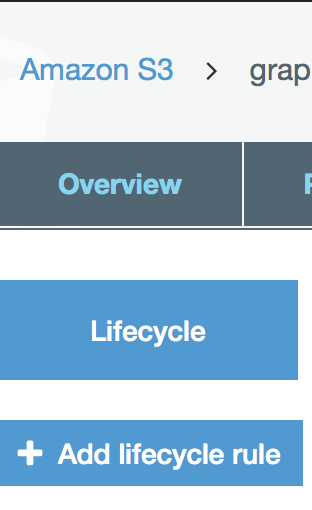 Amazon S3 > grap
Overview
Lifecycle
Add lifecycle rule